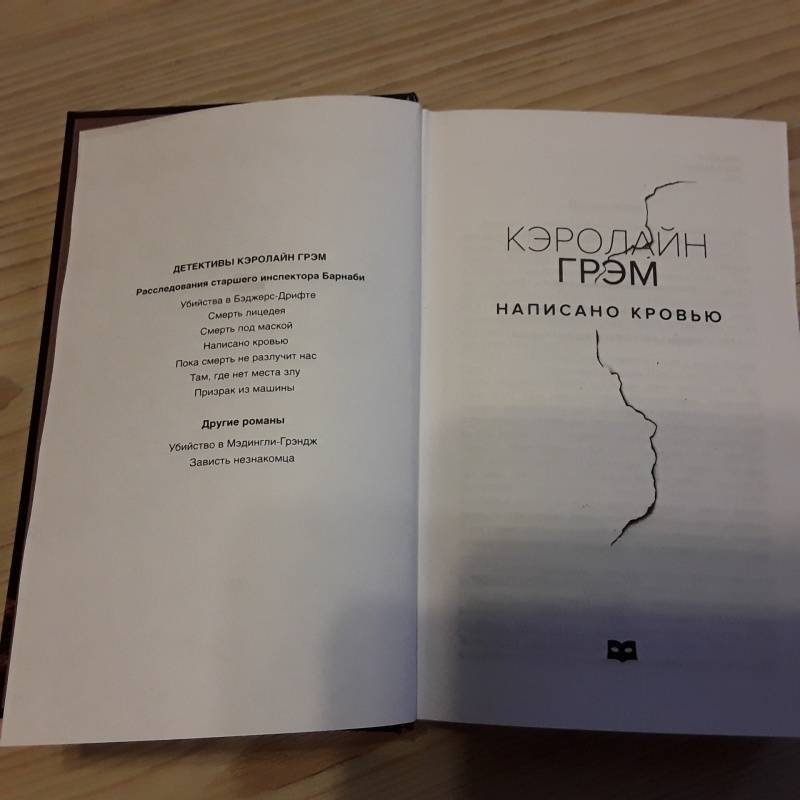 ДЕТЕКТИВЫ КЭРОЛАЙН ГРЭМ
Расследования старшего инспектора Барнаби
Убийства в Бэджерс-Дрифте
Смерть лицедея
Смерть под маской
Написано кровью
Пока смерть не разлучит нас
Там, где нет места злу
Призрак из машины
Другие романы
Убийство в Мэдингли-Грэндж
Зависть незнакомца
КЭРОЛАЙН
ГРЭМ
НАПИСАНО КРОВЬЮ